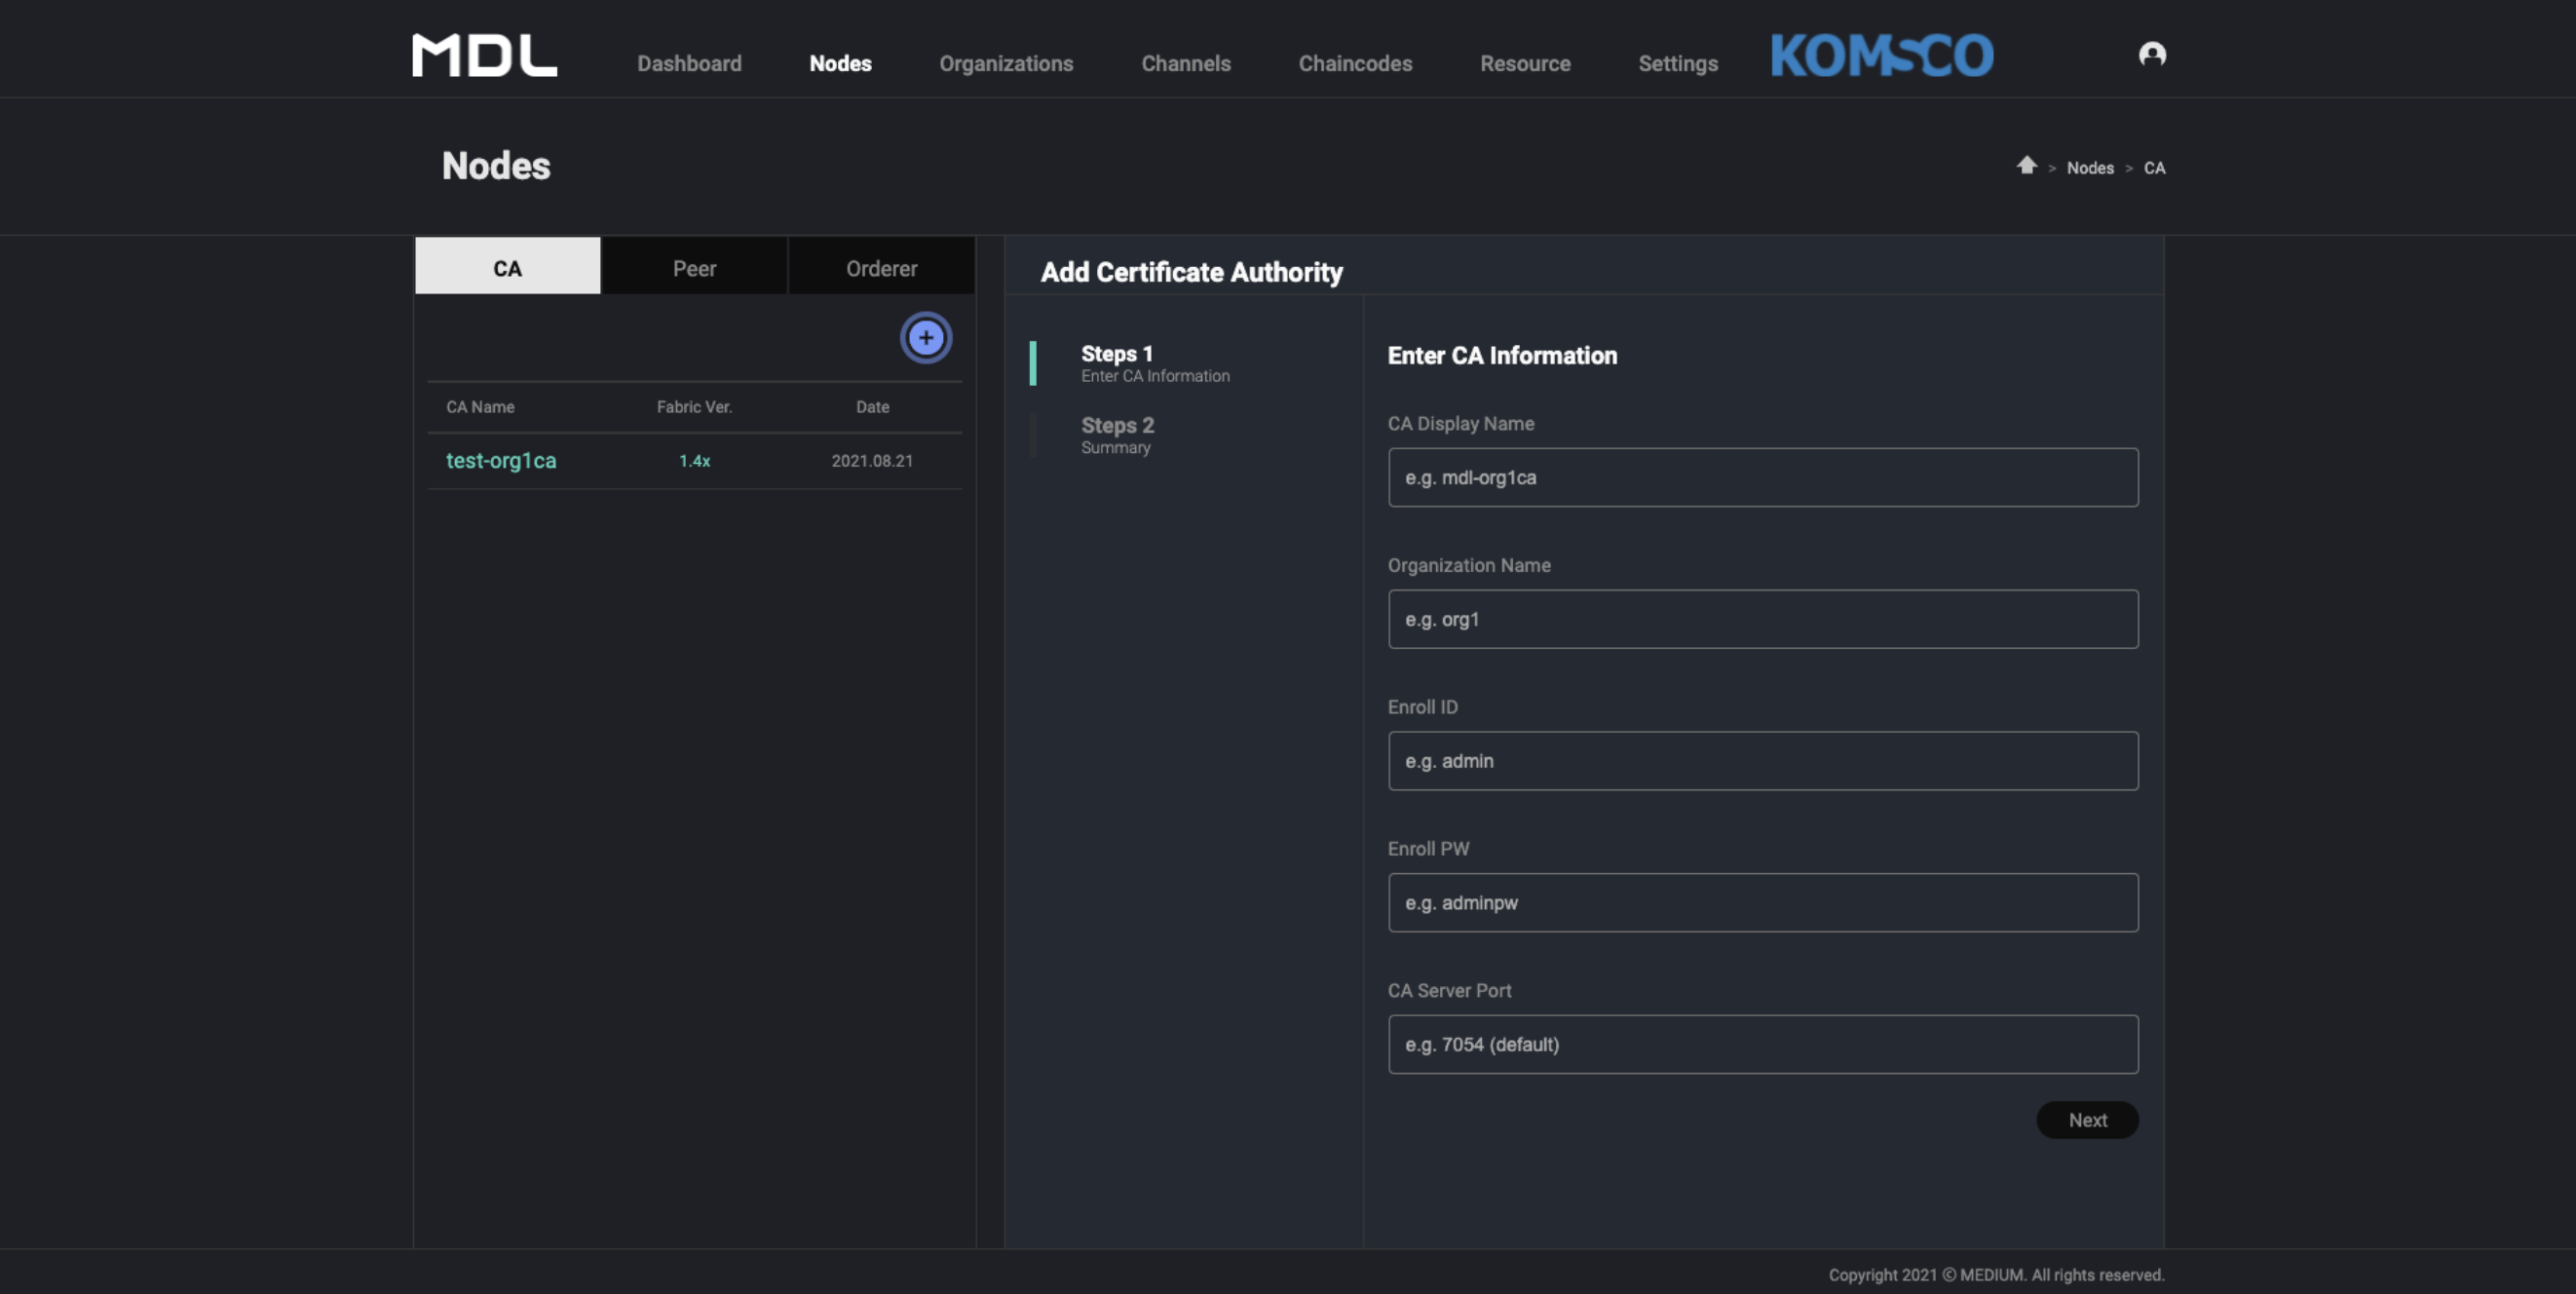 MDL
Dashboard
Nodes
Organizations
Channels
Chaincodes
Resource
Settings
KOMSCO
Nodes
> Nodes > CA
CA
Peer
Orderer
+
CA Name Fabric Ver. Date
test-org1ca 1.4x 2021.08.21
Add Certificate Authority
Steps 1
Enter CA Information
Steps 2
Summary
Enter CA Information
CA Display Name
e.g. mdl-org1ca
Organization Name
e.g. org1
Enroll ID
e.g. admin
Enroll PW
e.g. adminpw
CA Server Port
e.g. 7054 (default)
Next
Copyright 2021 © MEDIUM. All rights reserved.